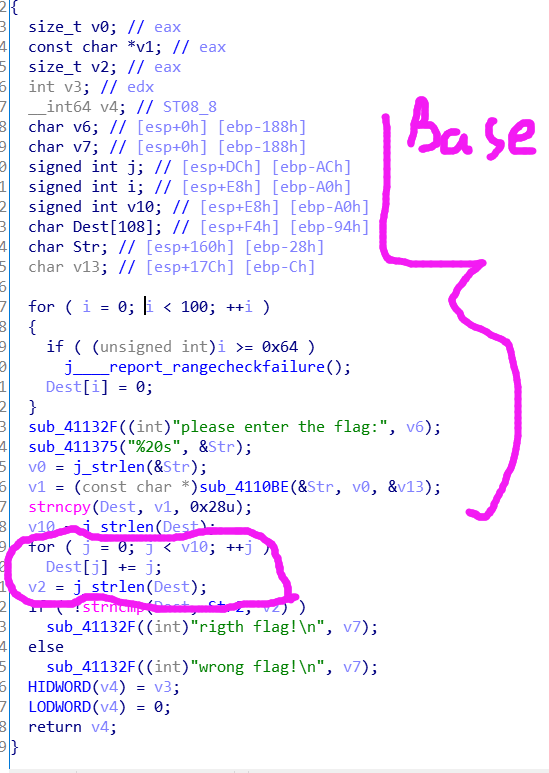 2 {
3 size_t v0; // eax
4 const char *v1; // eax
5 size_t v2; // eax
6 int v3; // edx
7 __int64 v4; // ST08_8
8 char v6; // [esp+0h] [ebp-188h]
9 char v7; // [esp+0h] [ebp-188h]
0 signed int j; // [esp+DCh] [ebp-ACh]
1 signed int i; // [esp+E8h] [ebp-A0h]
2 signed int v10; // [esp+E8h] [ebp-A0h]
3 char Dest[108]; // [esp+F4h] [ebp-94h]
4 char Str; // [esp+160h] [ebp-28h]
5 char v13; // [esp+17Ch] [ebp-Ch]
6
7 for ( i = 0; i < 100; ++i )
8 {
9 if ( (unsigned int)i >= 0x64 )
0 j____report_rangecheckfailure();
1 Dest[i] = 0;
2 }
3 sub_41132F((int)"please enter the flag:", v6);
4 sub_411375("%20s", &Str);
5 v0 = j_strlen(&Str);
6 v1 = (const char *)sub_4110BE(&Str, v0, &v13);
7 strncpy(Dest, v1, 0x28u);
8 v10 = j_strlen(Dest);
9 for ( j = 0; j < v10; ++j )
0 Dest[j] += j;
1 v2 = j_strlen(Dest);
2 if ( !strncmp(Dest, Str2, v2) )
3 sub_41132F((int)"rigth flag!\n", v7);
4 else
5 sub_41132F((int)"wrong flag!\n", v7);
6 HIDWORD(v4) = v3;
7 LODWORD(v4) = 0;
8 return v4;
9 }
Base